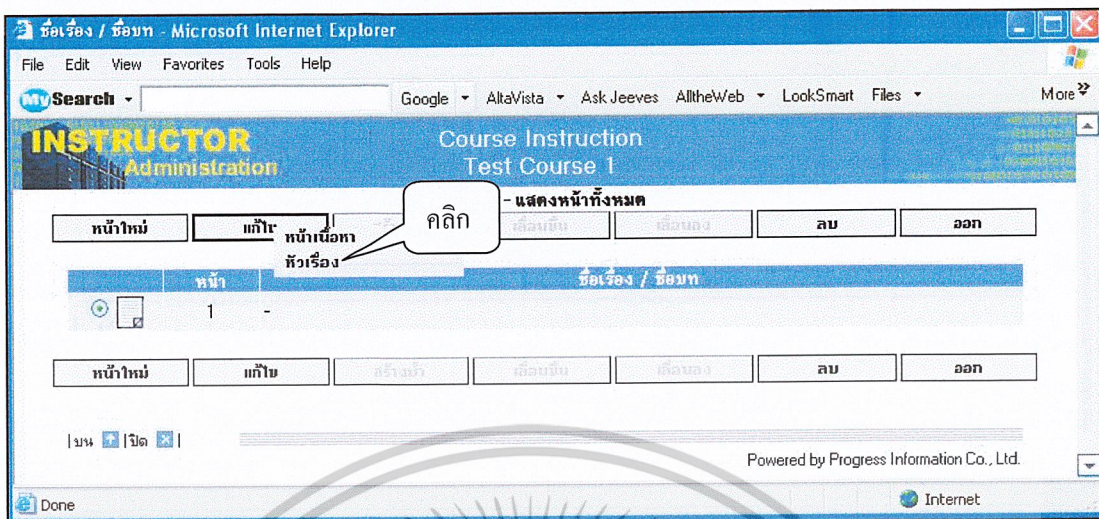 ชื่อเรื่อง / ชื่อบท - Microsoft Internet Explorer
File Edit View Favorites Tools Help
My Search Google AltaVista Ask Jeeves AlltheWeb LookSmart Files More
INSTRUCTOR
Administration
Course Instruction
Test Course 1
- แสดงหน้าทั้งหมด
หน้าใหม่ แก้ไข คลิก เลื่อนขึ้น เลื่อนลง ลบ ออก
หน้าเนื้อหา
หัวเรื่อง
หน้า ชื่อเรื่อง / ชื่อบท
1 -
หน้าใหม่ แก้ไข สร้างซ้ำ เลื่อนขึ้น เลื่อนลง ลบ ออก
|บน |ปิด |
Powered by Progress Information Co., Ltd.
Done Internet